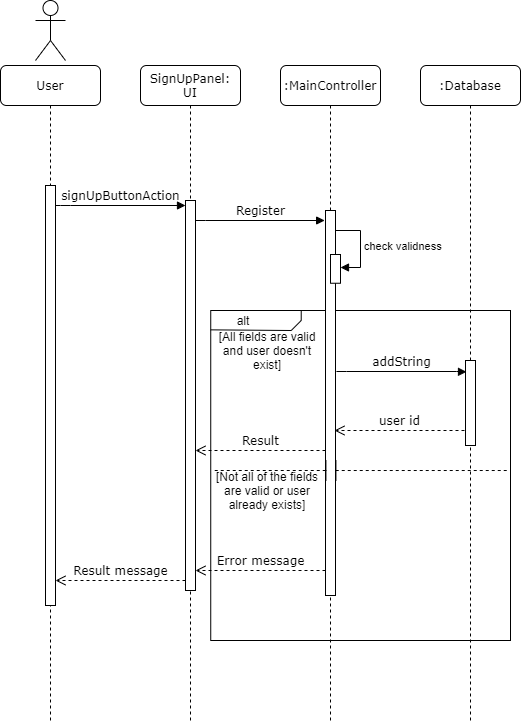 User
SignUpPanel:
UI
:MainController
:Database
signUpButtonAction
Register
check validness
alt
[All fields are valid
and user doesn't
exist]
addString
user id
Result
[Not all of the fields
are valid or user
already exists]
Error message
Result message